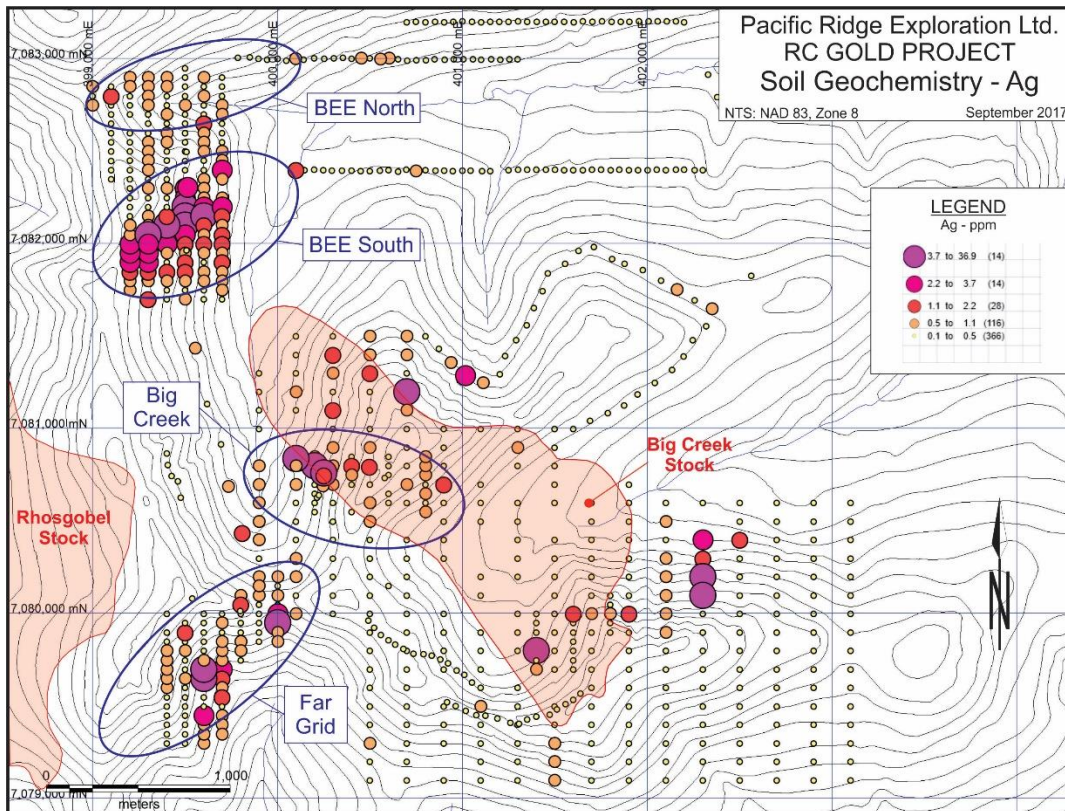 Pacific Ridge Exploration Ltd.
RC GOLD PROJECT
Soil Geochemistry - Ag
NTS: NAD 83, Zone 8 September 2017
399,000 mE
400,000 mE
401,000 mE
402,000 mE
7,083,000 mN
BEE North
7,082,000 mN
BEE South
LEGEND
Ag - ppm
3.7 to 36.9 (14)
2.2 to 3.7 (14)
1.1 to 2.2 (28)
0.5 to 1.1 (116)
0.1 to 0.5 (366)
Big
Creek
7,081,000 mN
Big Creek
Stock
Rhosgobel
Stock
N
7,080,000 mN
Far
Grid
0 1,000
meters
7,079,000 mN